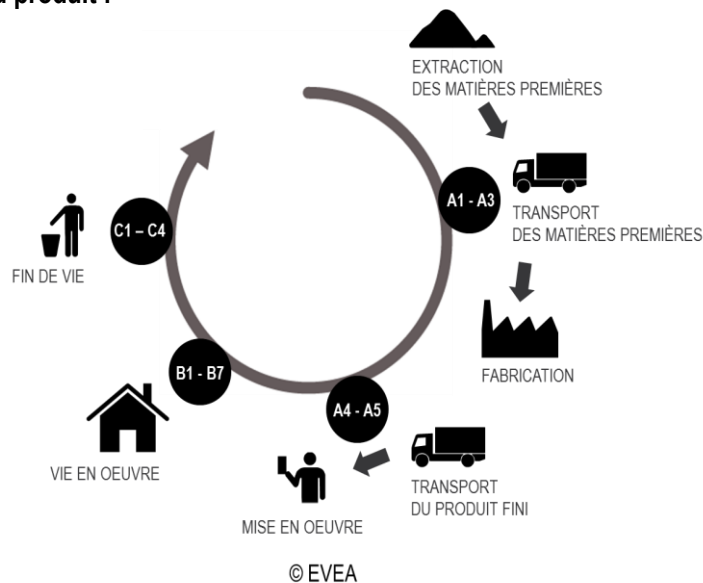 produit :
EXTRACTION
DES MATIÈRES PREMIÈRES
A1 - A3
TRANSPORT
DES MATIÈRES PREMIÈRES
FABRICATION
A4 - A5
TRANSPORT
DU PRODUIT FINI
MISE EN OEUVRE
B1 - B7
VIE EN OEUVRE
C1 – C4
FIN DE VIE
© EVEA